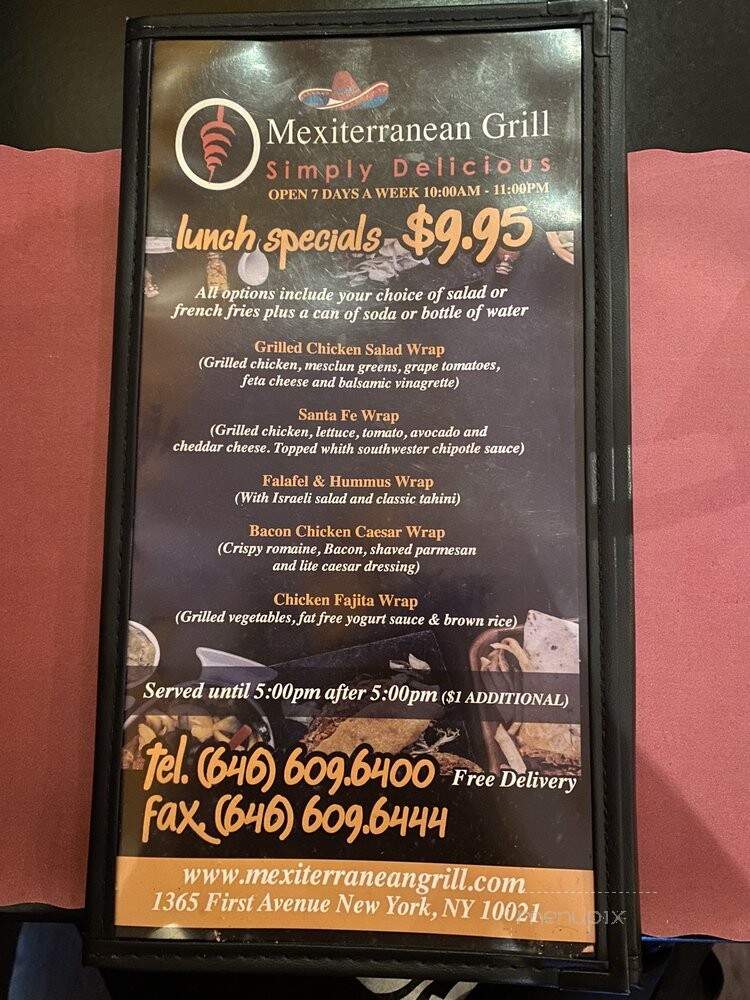 Mexiterranean Grill
Simply Delicious
OPEN 7 DAYS A WEEK 10:00AM - 11:00PM
lunch specials $9.95
All options include your choice of salad or
french fries plus a can of soda or bottle of water
Grilled Chicken Salad Wrap
(Grilled chicken, mesclun greens, grape tomatoes,
feta cheese and balsamic vinagrette)
Santa Fe Wrap
(Grilled chicken, lettuce, tomato, avocado and
cheddar cheese. Topped whith southwester chipotle sauce)
Falafel & Hummus Wrap
(With Israeli salad and classic tahini)
Bacon Chicken Caesar Wrap
(Crispy romaine, Bacon, shaved parmesan
and lite caesar dressing)
Chicken Fajita Wrap
(Grilled vegetables, fat free yogurt sauce & brown rice)
Served until 5:00pm after 5:00pm ($1 ADDITIONAL)
Tel. (646) 609.6400 Free Delivery
Fax. (646) 609.6444
www.mexiterraneangrill.com
1365 First Avenue New York, NY 10021
menupix